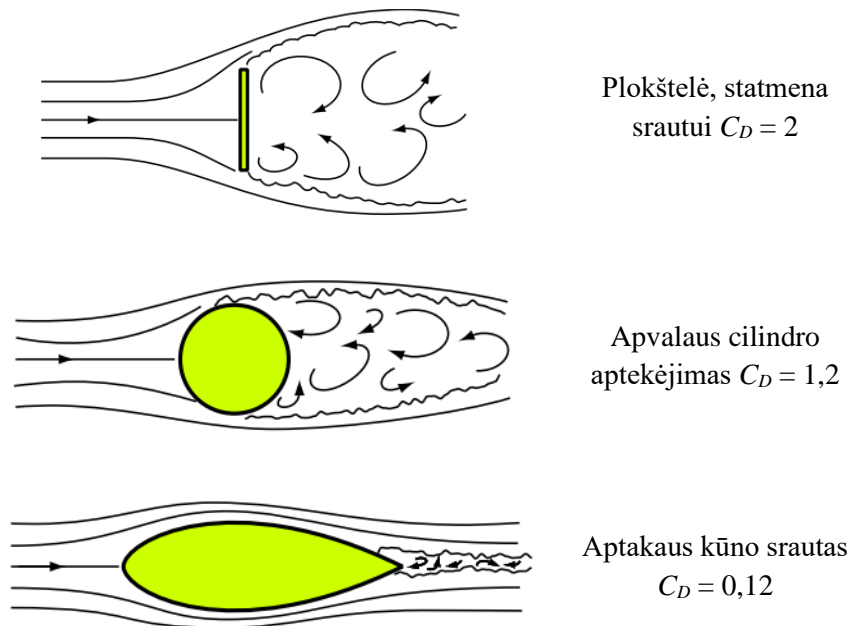 Plokštelė, statmena
srautui C_D = 2
Apvalaus cilindro
aptekėjimas C_D = 1,2
Aptakaus kūno srautas
C_D = 0,12